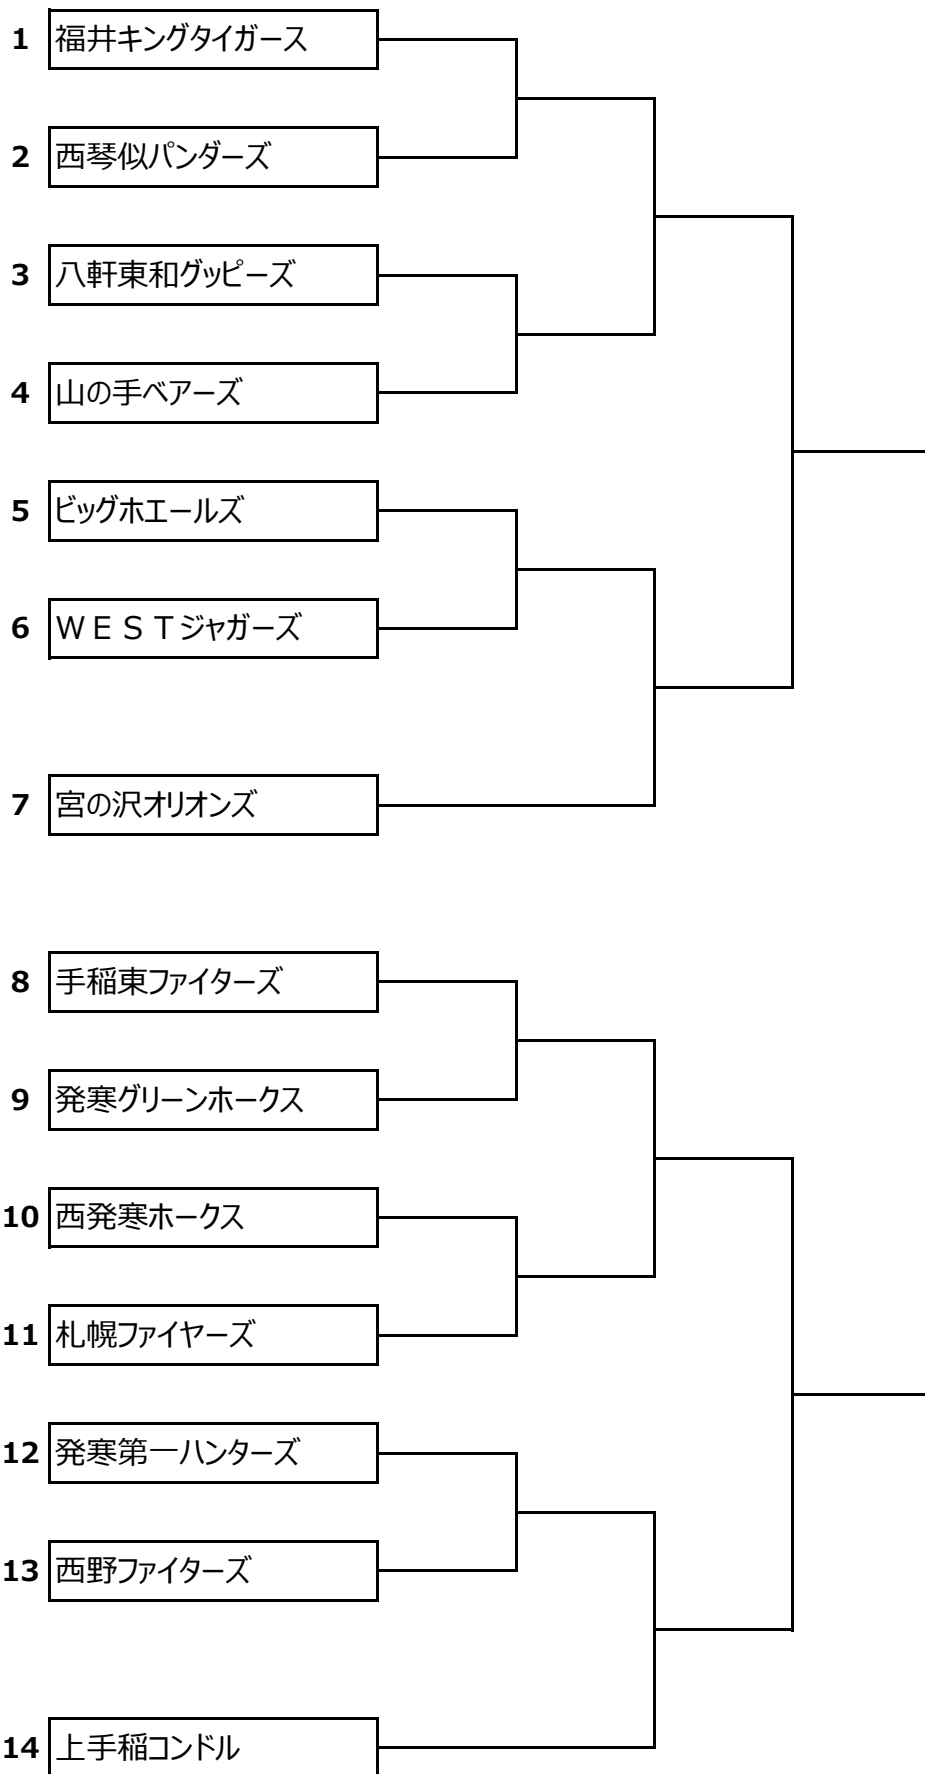 1 福井キングタイガース
2 西琴似パンダーズ
3 八軒東和グッピーズ
4 山の手ベアーズ
5 ビッグホエールズ
6 ＷＥＳＴジャガーズ
7 宮の沢オリオンズ
8 手稲東ファイターズ
9 発寒グリーンホークス
10 西発寒ホークス
11 札幌ファイヤーズ
12 発寒第一ハンターズ
13 西野ファイターズ
14 上手稲コンドル